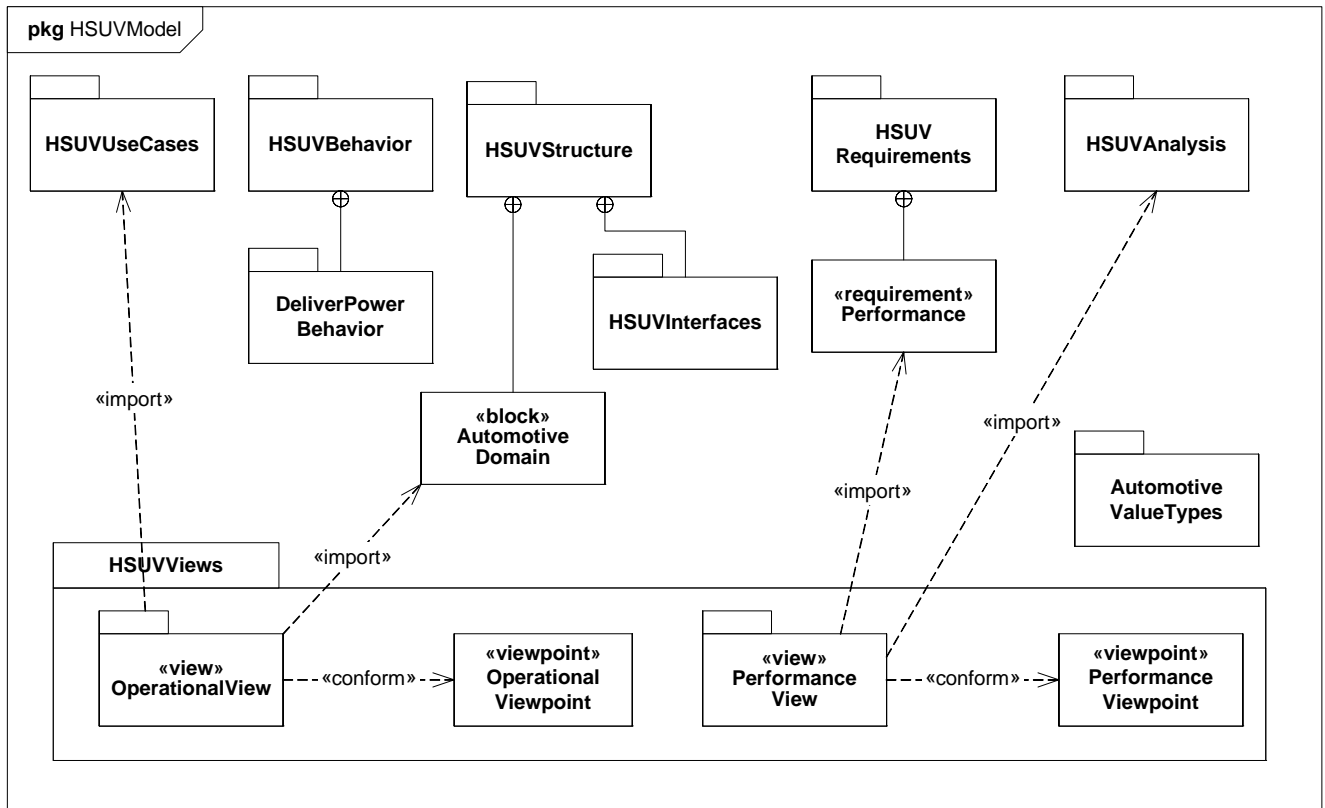 pkg HSUVModel
HSUVUseCases
HSUVBehavior
HSUVStructure
HSUV
Requirements
HSUVAnalysis
DeliverPower
Behavior
HSUVInterfaces
«requirement»
Performance
«import»
«block»
Automotive
Domain
«import»
«import»
Automotive
ValueTypes
«import»
HSUVViews
«view»
OperationalView
«conform»
«viewpoint»
Operational
Viewpoint
«view»
Performance
View
«conform»
«viewpoint»
Performance
Viewpoint